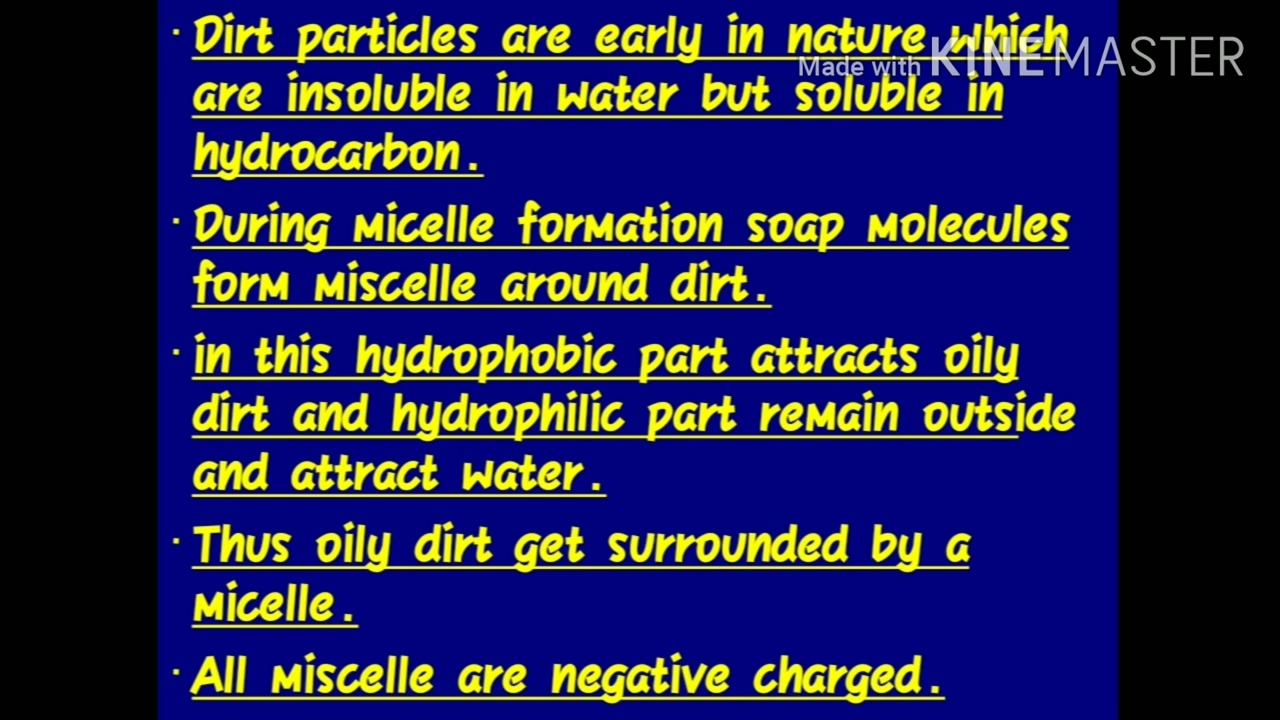 · Dirt particles are early in nature which
Made with KINEMASTER
are insoluble in water but soluble in
hydrocarbon.
· During micelle formation soap molecules
form miscelle around dirt.
· in this hydrophobic part attracts oily
dirt and hydrophilic part remain outside
and attract water.
· Thus oily dirt get surrounded by a
micelle.
· All miscelle are negative charged.